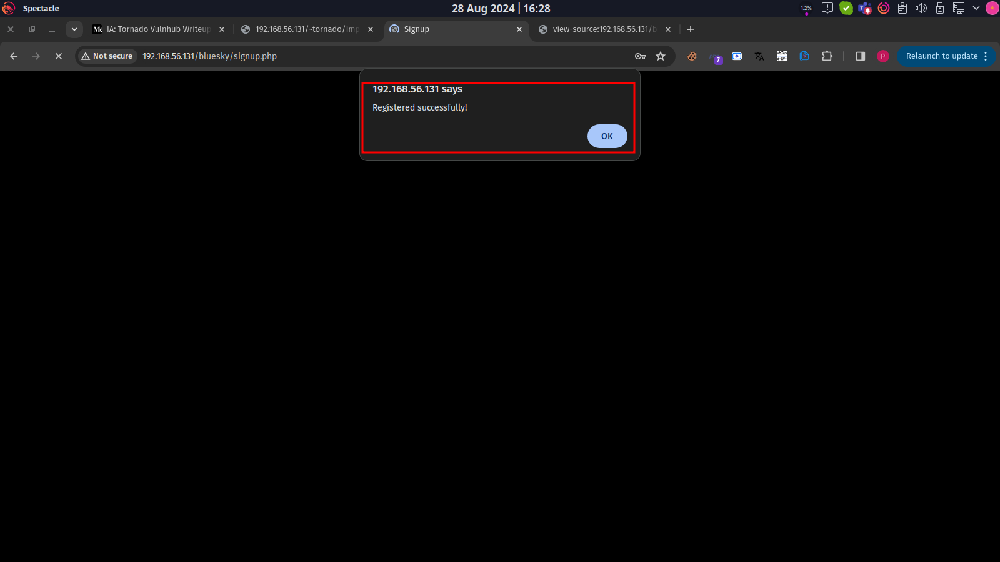 Spectacle
28 Aug 2024 | 16:28
1.2%
IA: Tornado Vulnhub Writeup
192.168.56.131/~tornado/imp
Signup
view-source:192.168.56.131/b
Not secure
192.168.56.131/bluesky/signup.php
7
p
Relaunch to update
192.168.56.131 says
Registered successfully!
OK